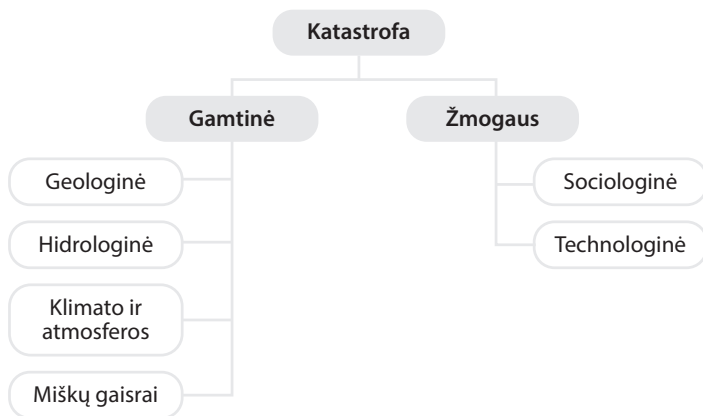 Katastrofa
Gamtinė
Žmogaus
Geologinė
Sociologinė
Hidrologinė
Technologinė
Klimato ir
atmosferos
Miškų gaisrai